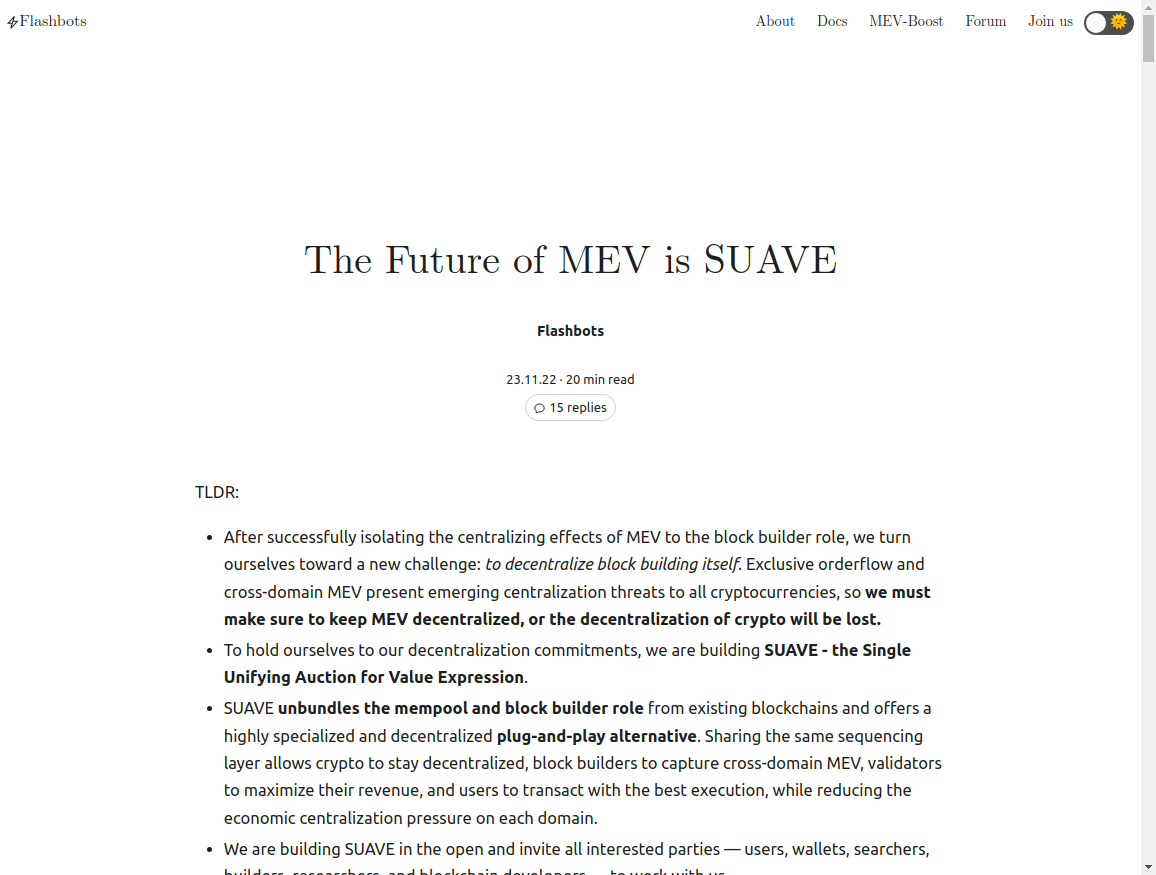 Flashbots
About Docs MEV-Boost Forum Join us
The Future of MEV is SUAVE
Flashbots
23.11.22 · 20 min read
15 replies
TLDR:
After successfully isolating the centralizing effects of MEV to the block builder role, we turn
ourselves toward a new challenge: to decentralize block building itself. Exclusive orderflow and
cross-domain MEV present emerging centralization threats to all cryptocurrencies, so we must
make sure to keep MEV decentralized, or the decentralization of crypto will be lost.
To hold ourselves to our decentralization commitments, we are building SUAVE - the Single
Unifying Auction for Value Expression.
SUAVE unbundles the mempool and block builder role from existing blockchains and offers a
highly specialized and decentralized plug-and-play alternative. Sharing the same sequencing
layer allows crypto to stay decentralized, block builders to capture cross-domain MEV, validators
to maximize their revenue, and users to transact with the best execution, while reducing the
economic centralization pressure on each domain.
We are building SUAVE in the open and invite all interested parties — users, wallets, searchers,
builders, researchers, and blockchain developers — to work with us.